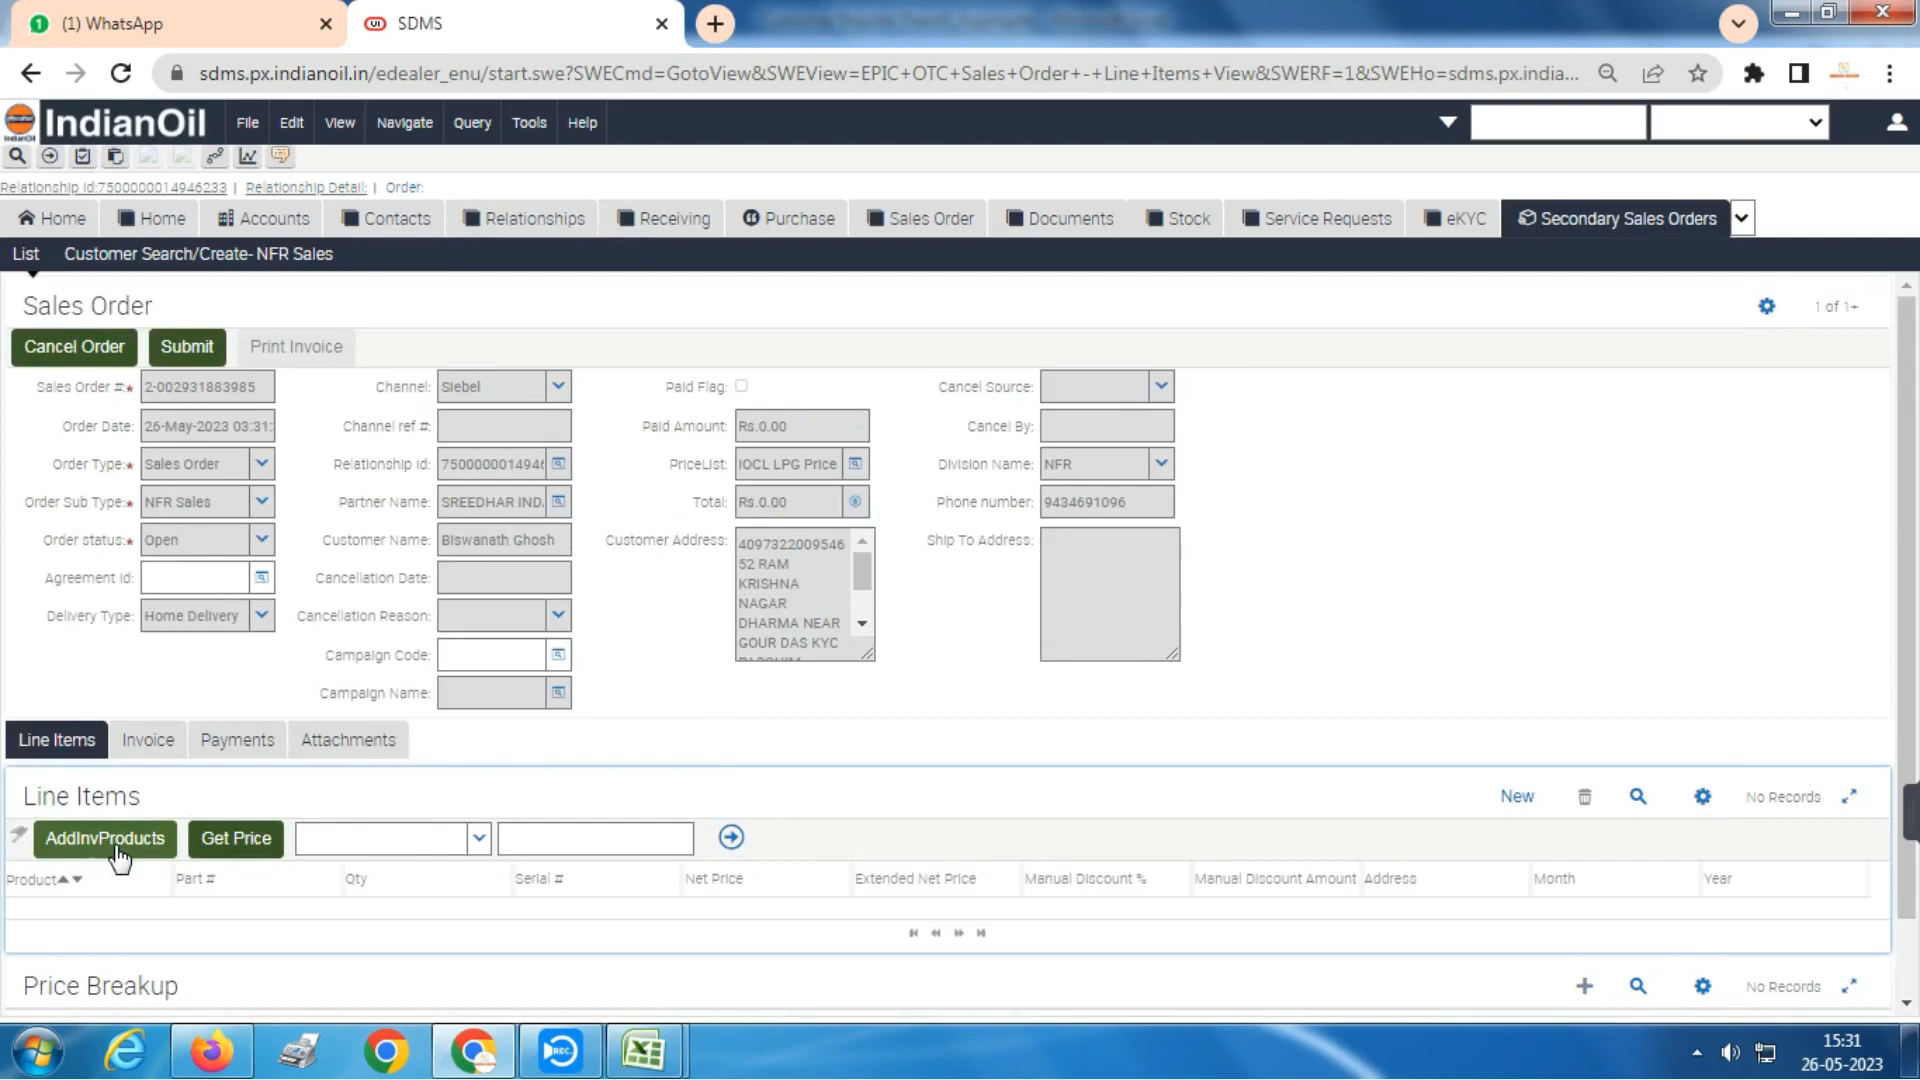 (1) WhatsApp
SDMS
sdms.px.indianoil.in/edealer_enu/start.swe?SWECmd=GotoView&SWEView=EPIC+OTC+Sales+Order+-+Line+Items+View&SWERF=1&SWEHo=sdms.px.india...
IndianOil File Edit View Navigate Query Tools Help
Relationship Id:7500000014946233 | Relationship Detail: | Order:
Home Home Accounts Contacts Relationships Receiving Purchase Sales Order Documents Stock Service Requests eKYC Secondary Sales Orders
List Customer Search/Create- NFR Sales
Sales Order 1 of 1+
Cancel Order Submit Print Invoice
Sales Order #:* 2-002931883985 Channel: Siebel Paid Flag: Cancel Source:
Order Date: 26-May-2023 03:31: Channel ref #: Paid Amount: Rs.0.00 Cancel By:
Order Type:* Sales Order Relationship Id: 7500000014946 PriceList: IOCL LPG Price Division Name: NFR
Order Sub Type:* NFR Sales Partner Name: SREEDHAR IND. Total: Rs.0.00 Phone number: 9434691096
Order status:* Open Customer Name: Biswanath Ghosh Customer Address: 4097322009546 Ship To Address:
52 RAM
Agreement Id: Cancellation Date: KRISHNA
NAGAR
Delivery Type: Home Delivery Cancellation Reason: DHARMA NEAR
GOUR DAS KYC
Campaign Code:
Campaign Name:
Line Items Invoice Payments Attachments
Line Items New No Records
AddInvProducts Get Price
Product Part # Qty Serial # Net Price Extended Net Price Manual Discount % Manual Discount Amount Address Month Year
Price Breakup No Records
15:31
26-05-2023